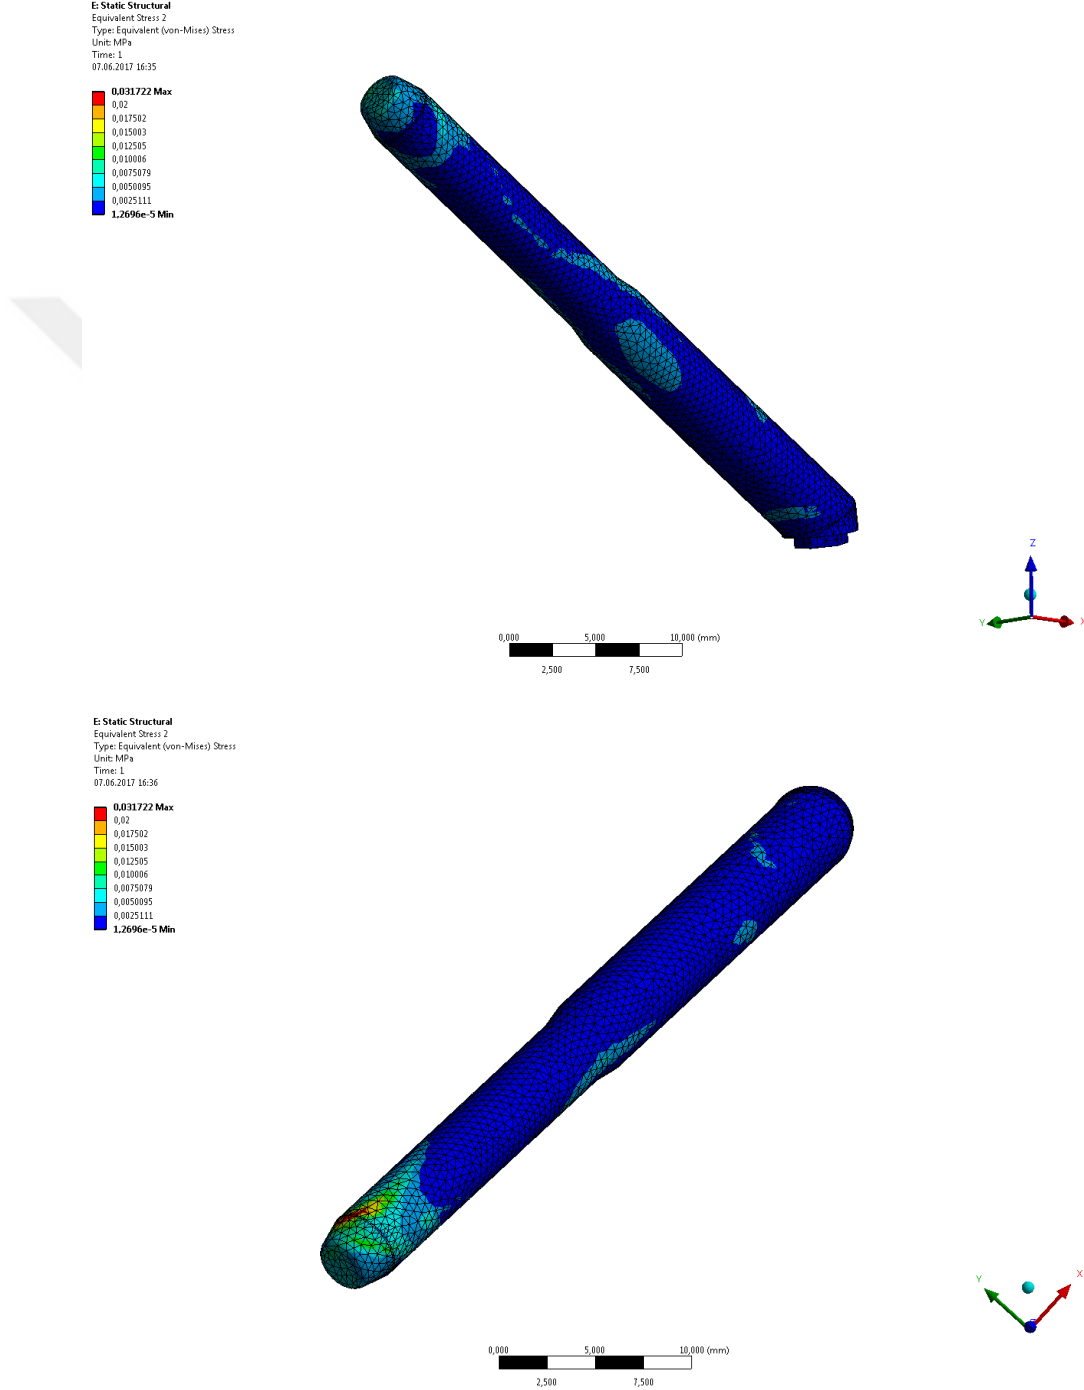 E: Static Structural
Equivalent Stress 2
Type: Equivalent (von-Mises) Stress
Unit: MPa
Time: 1
07.06.2017 16:35
0,031722 Max
0,02
0,017502
0,015003
0,012505
0,010006
0,0075079
0,0050095
0,0025111
1,2696e-5 Min
Z
Y
X
0,000 5,000 10,000 (mm)
2,500 7,500
E: Static Structural
Equivalent Stress 2
Type: Equivalent (von-Mises) Stress
Unit: MPa
Time: 1
07.06.2017 16:36
0,031722 Max
0,02
0,017502
0,015003
0,012505
0,010006
0,0075079
0,0050095
0,0025111
1,2696e-5 Min
Y
X
0,000 5,000 10,000 (mm)
2,500 7,500